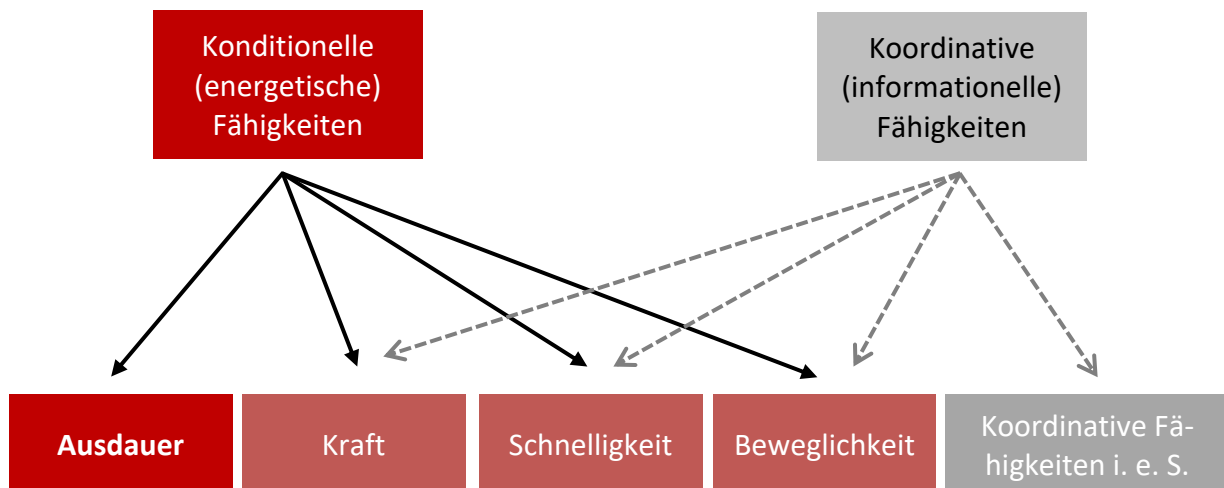 Konditionelle
(energetische)
Fähigkeiten
Koordinative
(informationelle)
Fähigkeiten
Ausdauer
Kraft
Schnelligkeit
Beweglichkeit
Koordinative Fä-
higkeiten i. e. S.